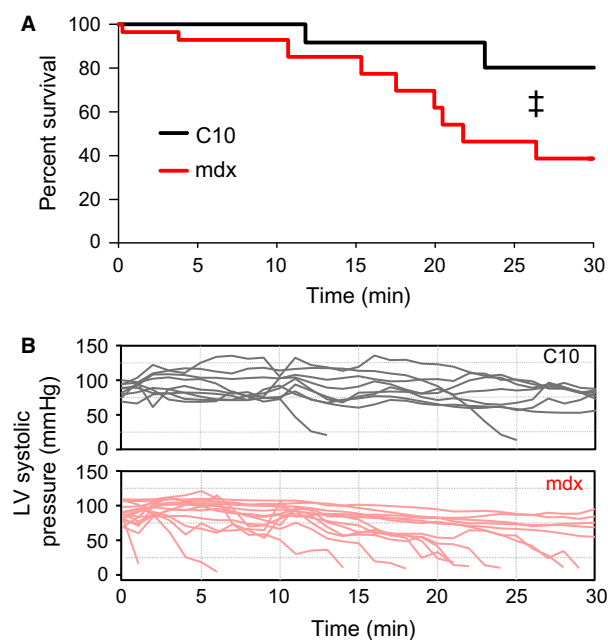 A
100
80
60
40
20
0
Percent survival
C10
mdx
‡
0 5 10 15 20 25 30
Time (min)
B
150
100
50
0
C10
150
100
50
0
mdx
LV systolic
pressure (mmHg)
0 5 10 15 20 25 30
Time (min)